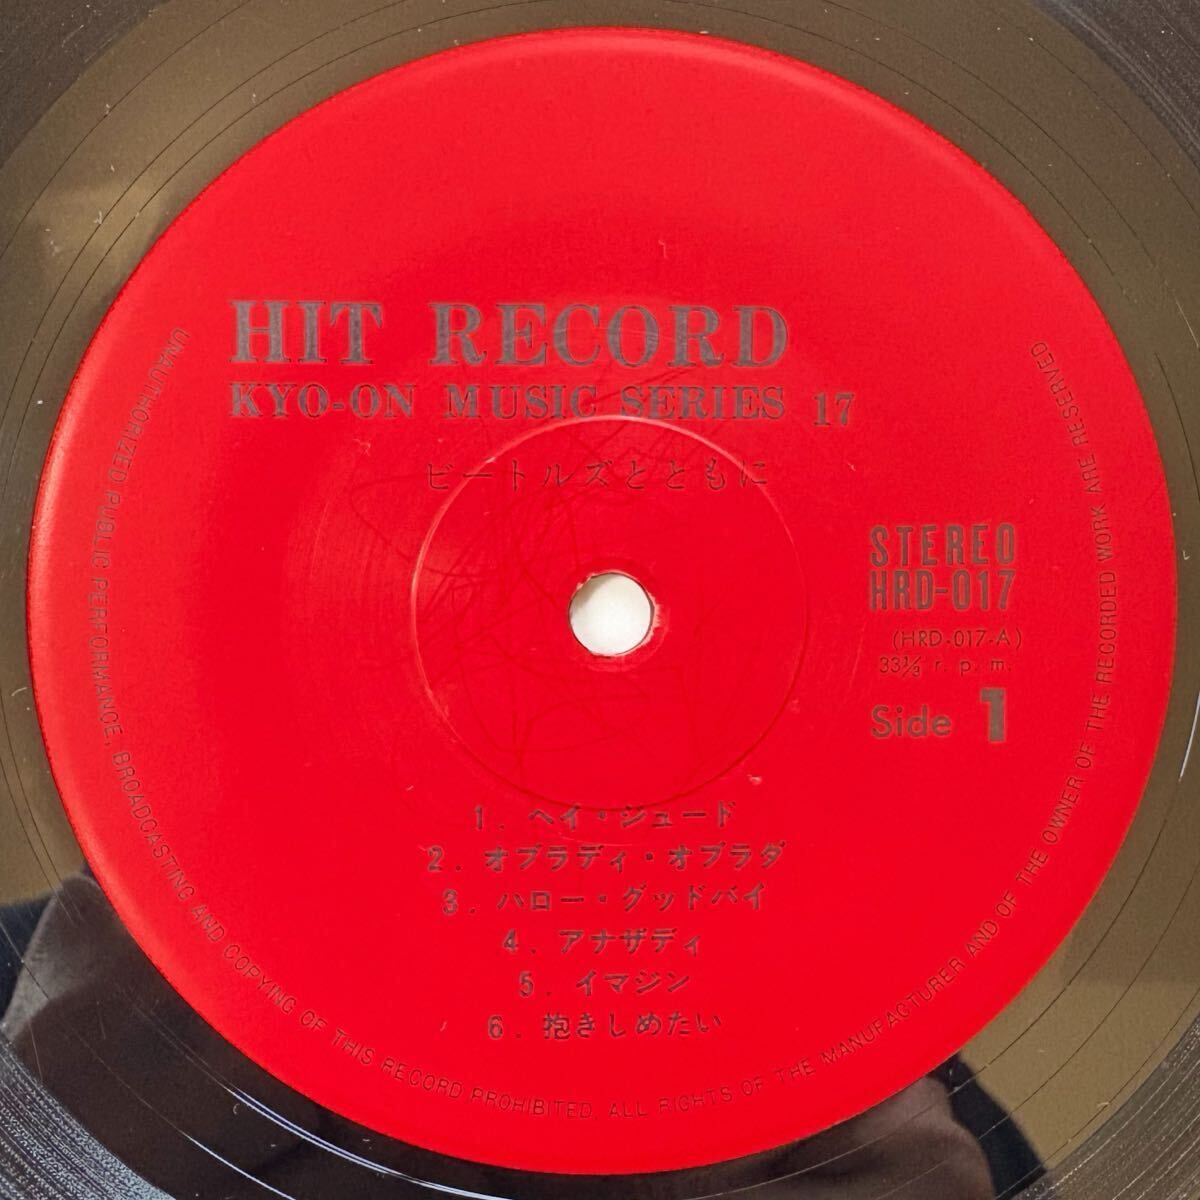 HIT RECORD
KYO-ON MUSIC SERIES 17
ビートルズとともに
STEREO
HRD-017
(HRD-017-A)
33⅓ r.p.m.
Side 1
1. ヘイ・ジュード
2. オブラディ・オブラダ
3. ハロー・グッドバイ
4. アナザディ
5. イマジン
6. 抱きしめたい
UNAUTHORIZED PUBLIC PERFORMANCE, BROADCASTING AND COPYING OF THIS RECORD PROHIBITED. ALL RIGHTS OF THE MANUFACTURER AND OF THE OWNER OF THE RECORDED WORK ARE RESERVED